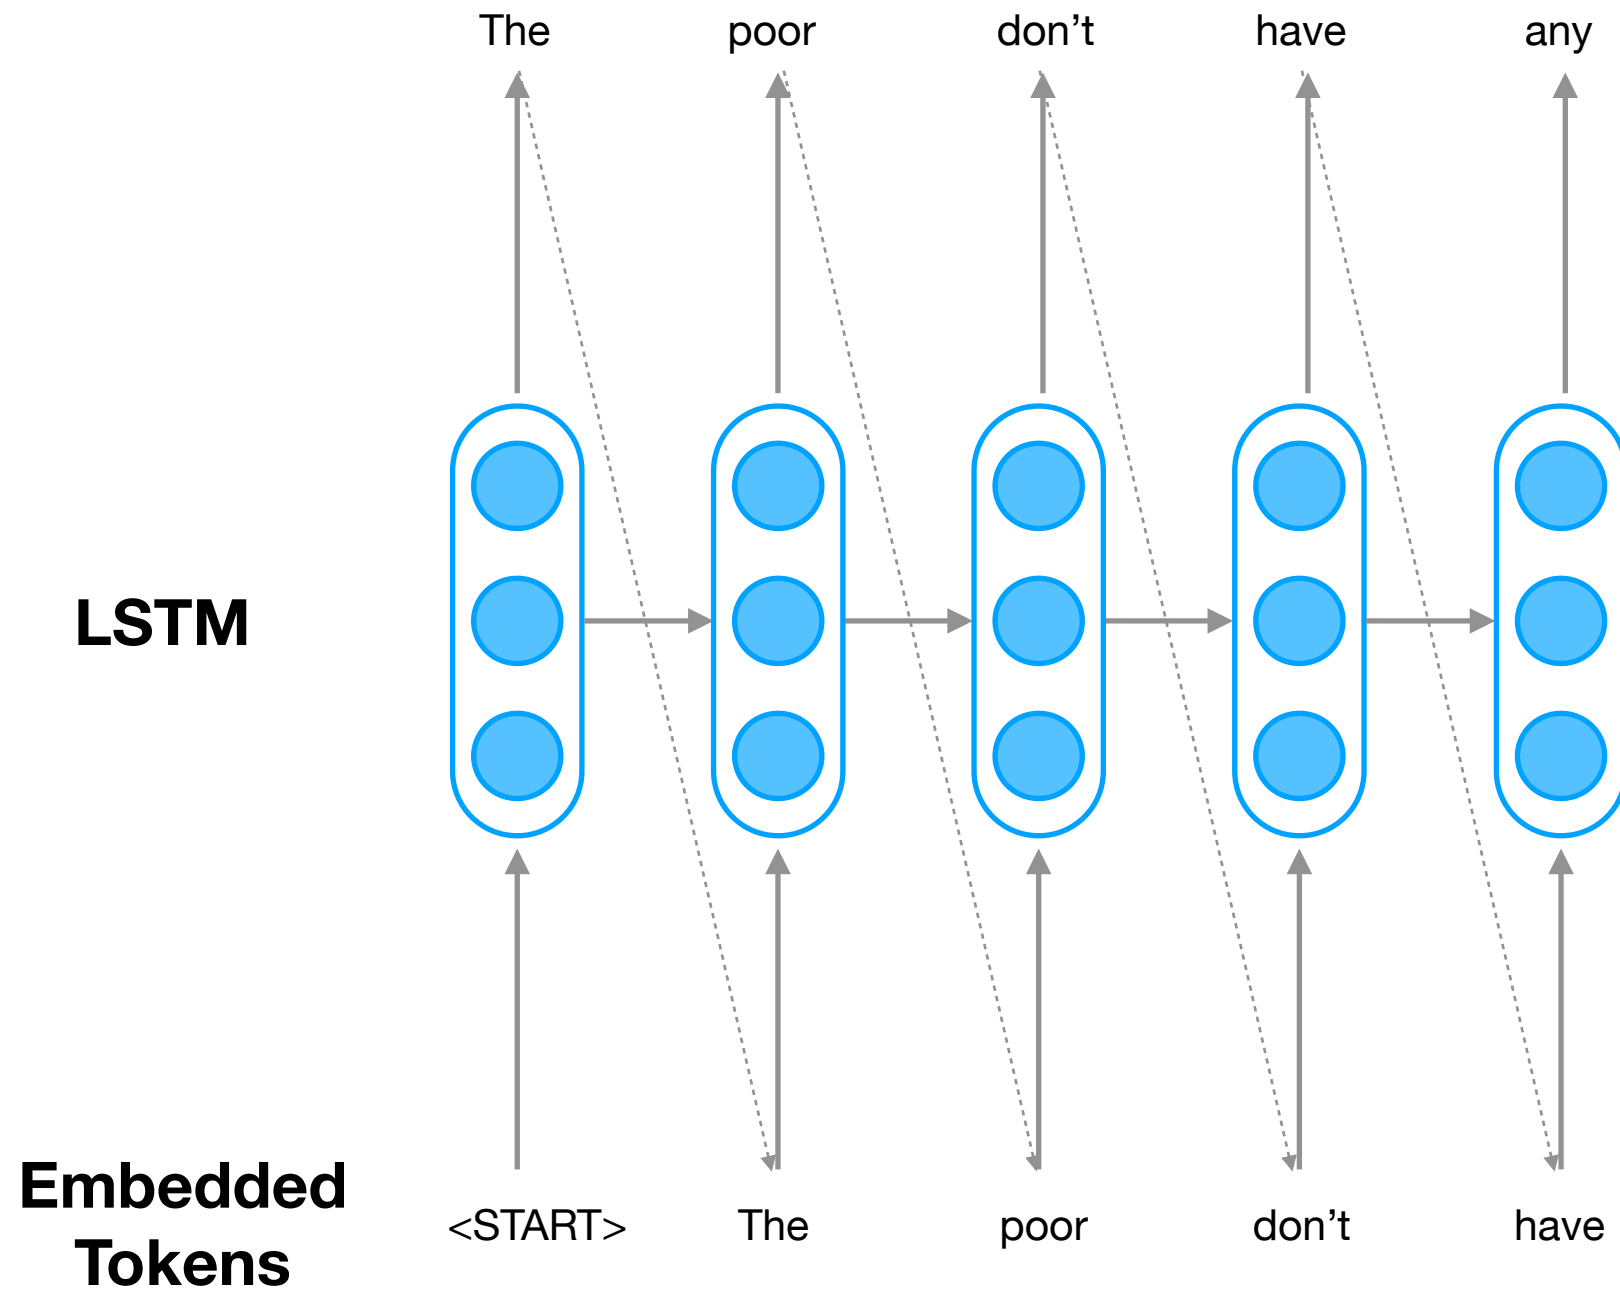 The poor don’t have any
LSTM
Embedded
Tokens
<START> The poor don’t have